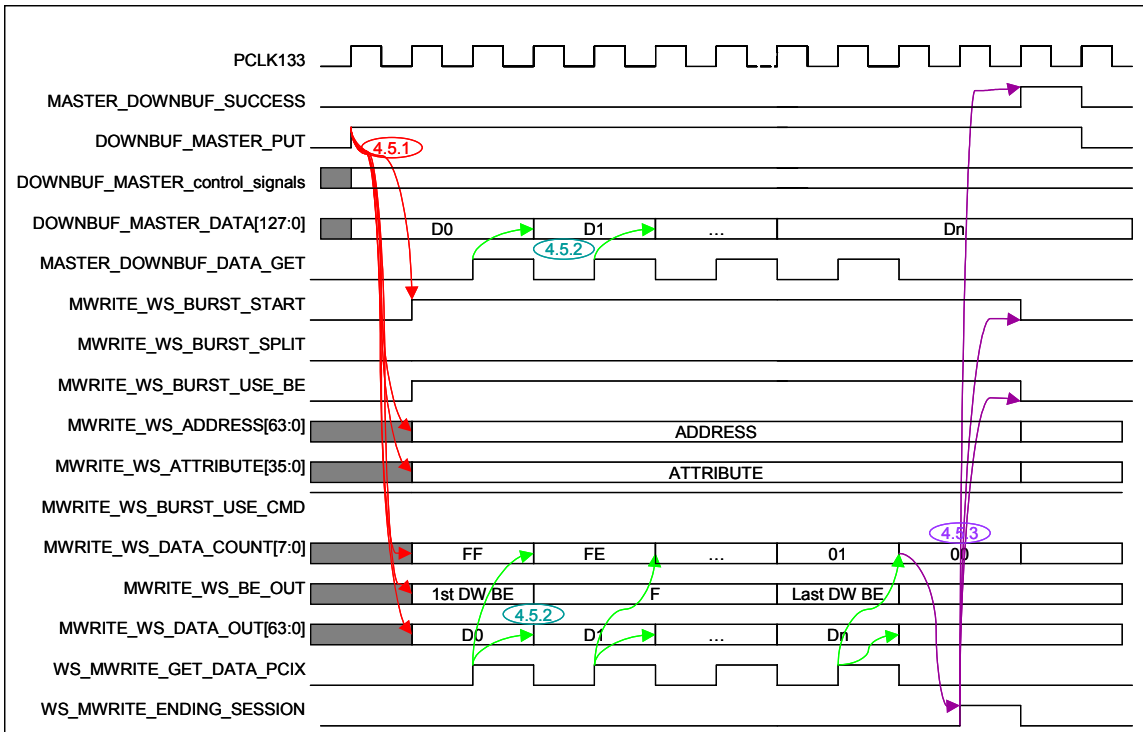 PCLK133
MASTER_DOWNBUF_SUCCESS
DOWNBUF_MASTER_PUT
4.5.1
DOWNBUF_MASTER_control_signals
DOWNBUF_MASTER_DATA[127:0]
D0 D1 ... Dn
4.5.2
MASTER_DOWNBUF_DATA_GET
MWRITE_WS_BURST_START
MWRITE_WS_BURST_SPLIT
MWRITE_WS_BURST_USE_BE
MWRITE_WS_ADDRESS[63:0]
ADDRESS
MWRITE_WS_ATTRIBUTE[35:0]
ATTRIBUTE
MWRITE_WS_BURST_USE_CMD
4.5.3
MWRITE_WS_DATA_COUNT[7:0]
FF FE ... 01 00
MWRITE_WS_BE_OUT
1st DW BE F Last DW BE
4.5.2
MWRITE_WS_DATA_OUT[63:0]
D0 D1 ... Dn
WS_MWRITE_GET_DATA_PCIX
WS_MWRITE_ENDING_SESSION